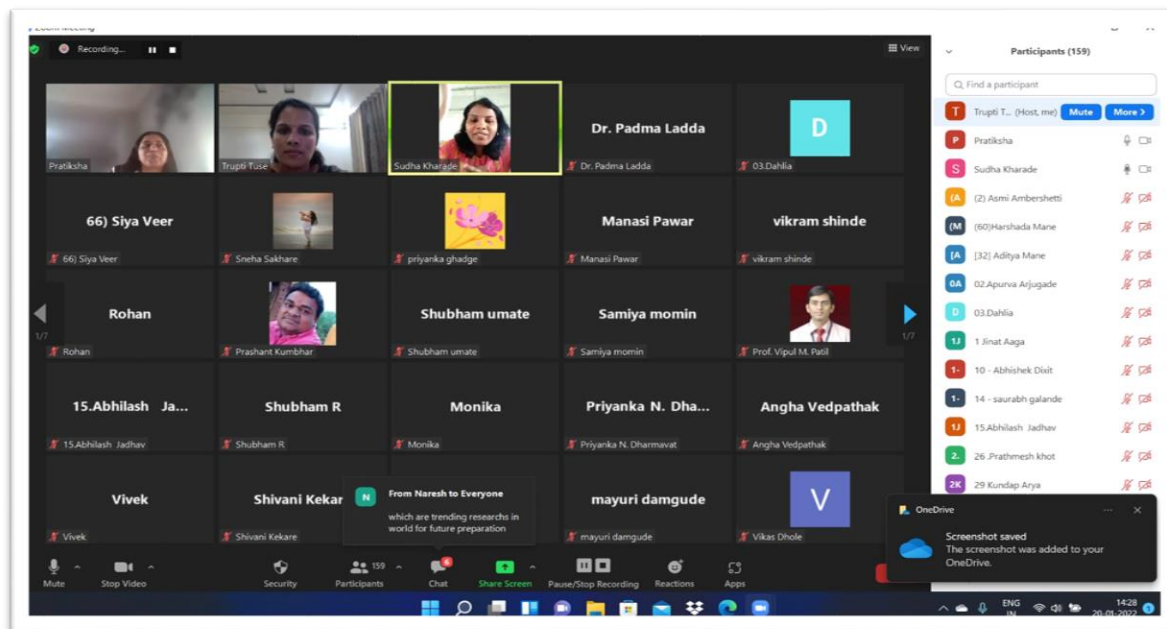 Zoom Meeting
Recording...
View
Pratiksha
Trupti Tuse
Sudha Kharade
Dr. Padma Ladda
Dr. Padma Ladda
D
03.Dahlia
66) Siya Veer
66) Siya Veer
Sneha Sakhare
priyanka ghadge
Manasi Pawar
Manasi Pawar
vikram shinde
vikram shinde
1/7
Rohan
Rohan
Prashant Kumbhar
Shubham umate
Shubham umate
Samiya momin
Samiya momin
Prof. Vipul M. Patil
1/7
15.Abhilash Ja...
15.Abhilash Jadhav
Shubham R
Shubham R
Monika
Monika
Priyanka N. Dha...
Priyanka N. Dharmavat
Angha Vedpathak
Angha Vedpathak
Vivek
Vivek
Shivani Kekar
Shivani Kekare
N
From Naresh to Everyone
which are trending researchs in
world for future preparation
mayuri damgude
mayuri damgude
V
Vikas Dhole
Mute
Stop Video
Security
Participants
159
Chat
Share Screen
Pause/Stop Recording
Reactions
Apps
Participants (159)
Find a participant
T Trupti T... (Host, me) Mute More >
P Pratiksha
S Sudha Kharade
(A (2) Asmi Ambershetti
(M (60)Harshada Mane
[A [32] Aditya Mane
0A 02.Apurva Arjugade
D 03.Dahlia
1J 1 Jinat Aaga
1- 10 - Abhishek Dixit
1- 14 - saurabh galande
1J 15.Abhilash Jadhav
2. 26 .Prathmesh khot
2K 29 Kundap Arya
OneDrive
Screenshot saved
The screenshot was added to your
OneDrive.
ENG
IN
14:28
20-01-2022